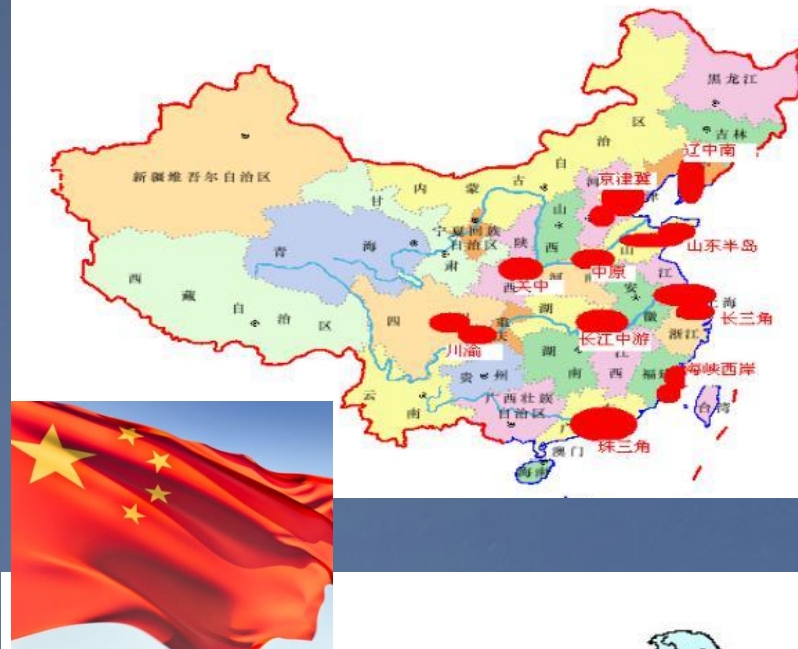 黑龙江
吉林
辽中南
内蒙古自治区
新疆维吾尔自治区
甘
肃
京津冀
河
津
宁夏回族
自治区
山
西
陕
西
青海
山
山东半岛
西藏自治区
关中
中原
河
江
安
徽
海
长三角
四
川渝
重
湖
长江中游
浙江
湖
南
江
西
贵州
福
海峡西岸
云
南
广西壮族
自治区
台湾
广
珠三角
澳门
海南